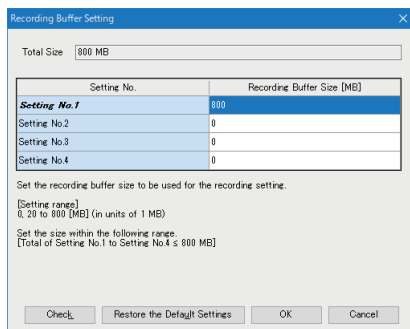 Recording Buffer Setting
Total Size 800 MB
Setting No. Recording Buffer Size [MB]
Setting No.1 800
Setting No.2 0
Setting No.3 0
Setting No.4 0
Set the recording buffer size to be used for the recording setting.
[Setting range]
0, 20 to 800 [MB] (in units of 1 MB)
Set the size within the following range.
[Total of Setting No.1 to Setting No.4 ≤ 800 MB]
Check Restore the Default Settings OK Cancel